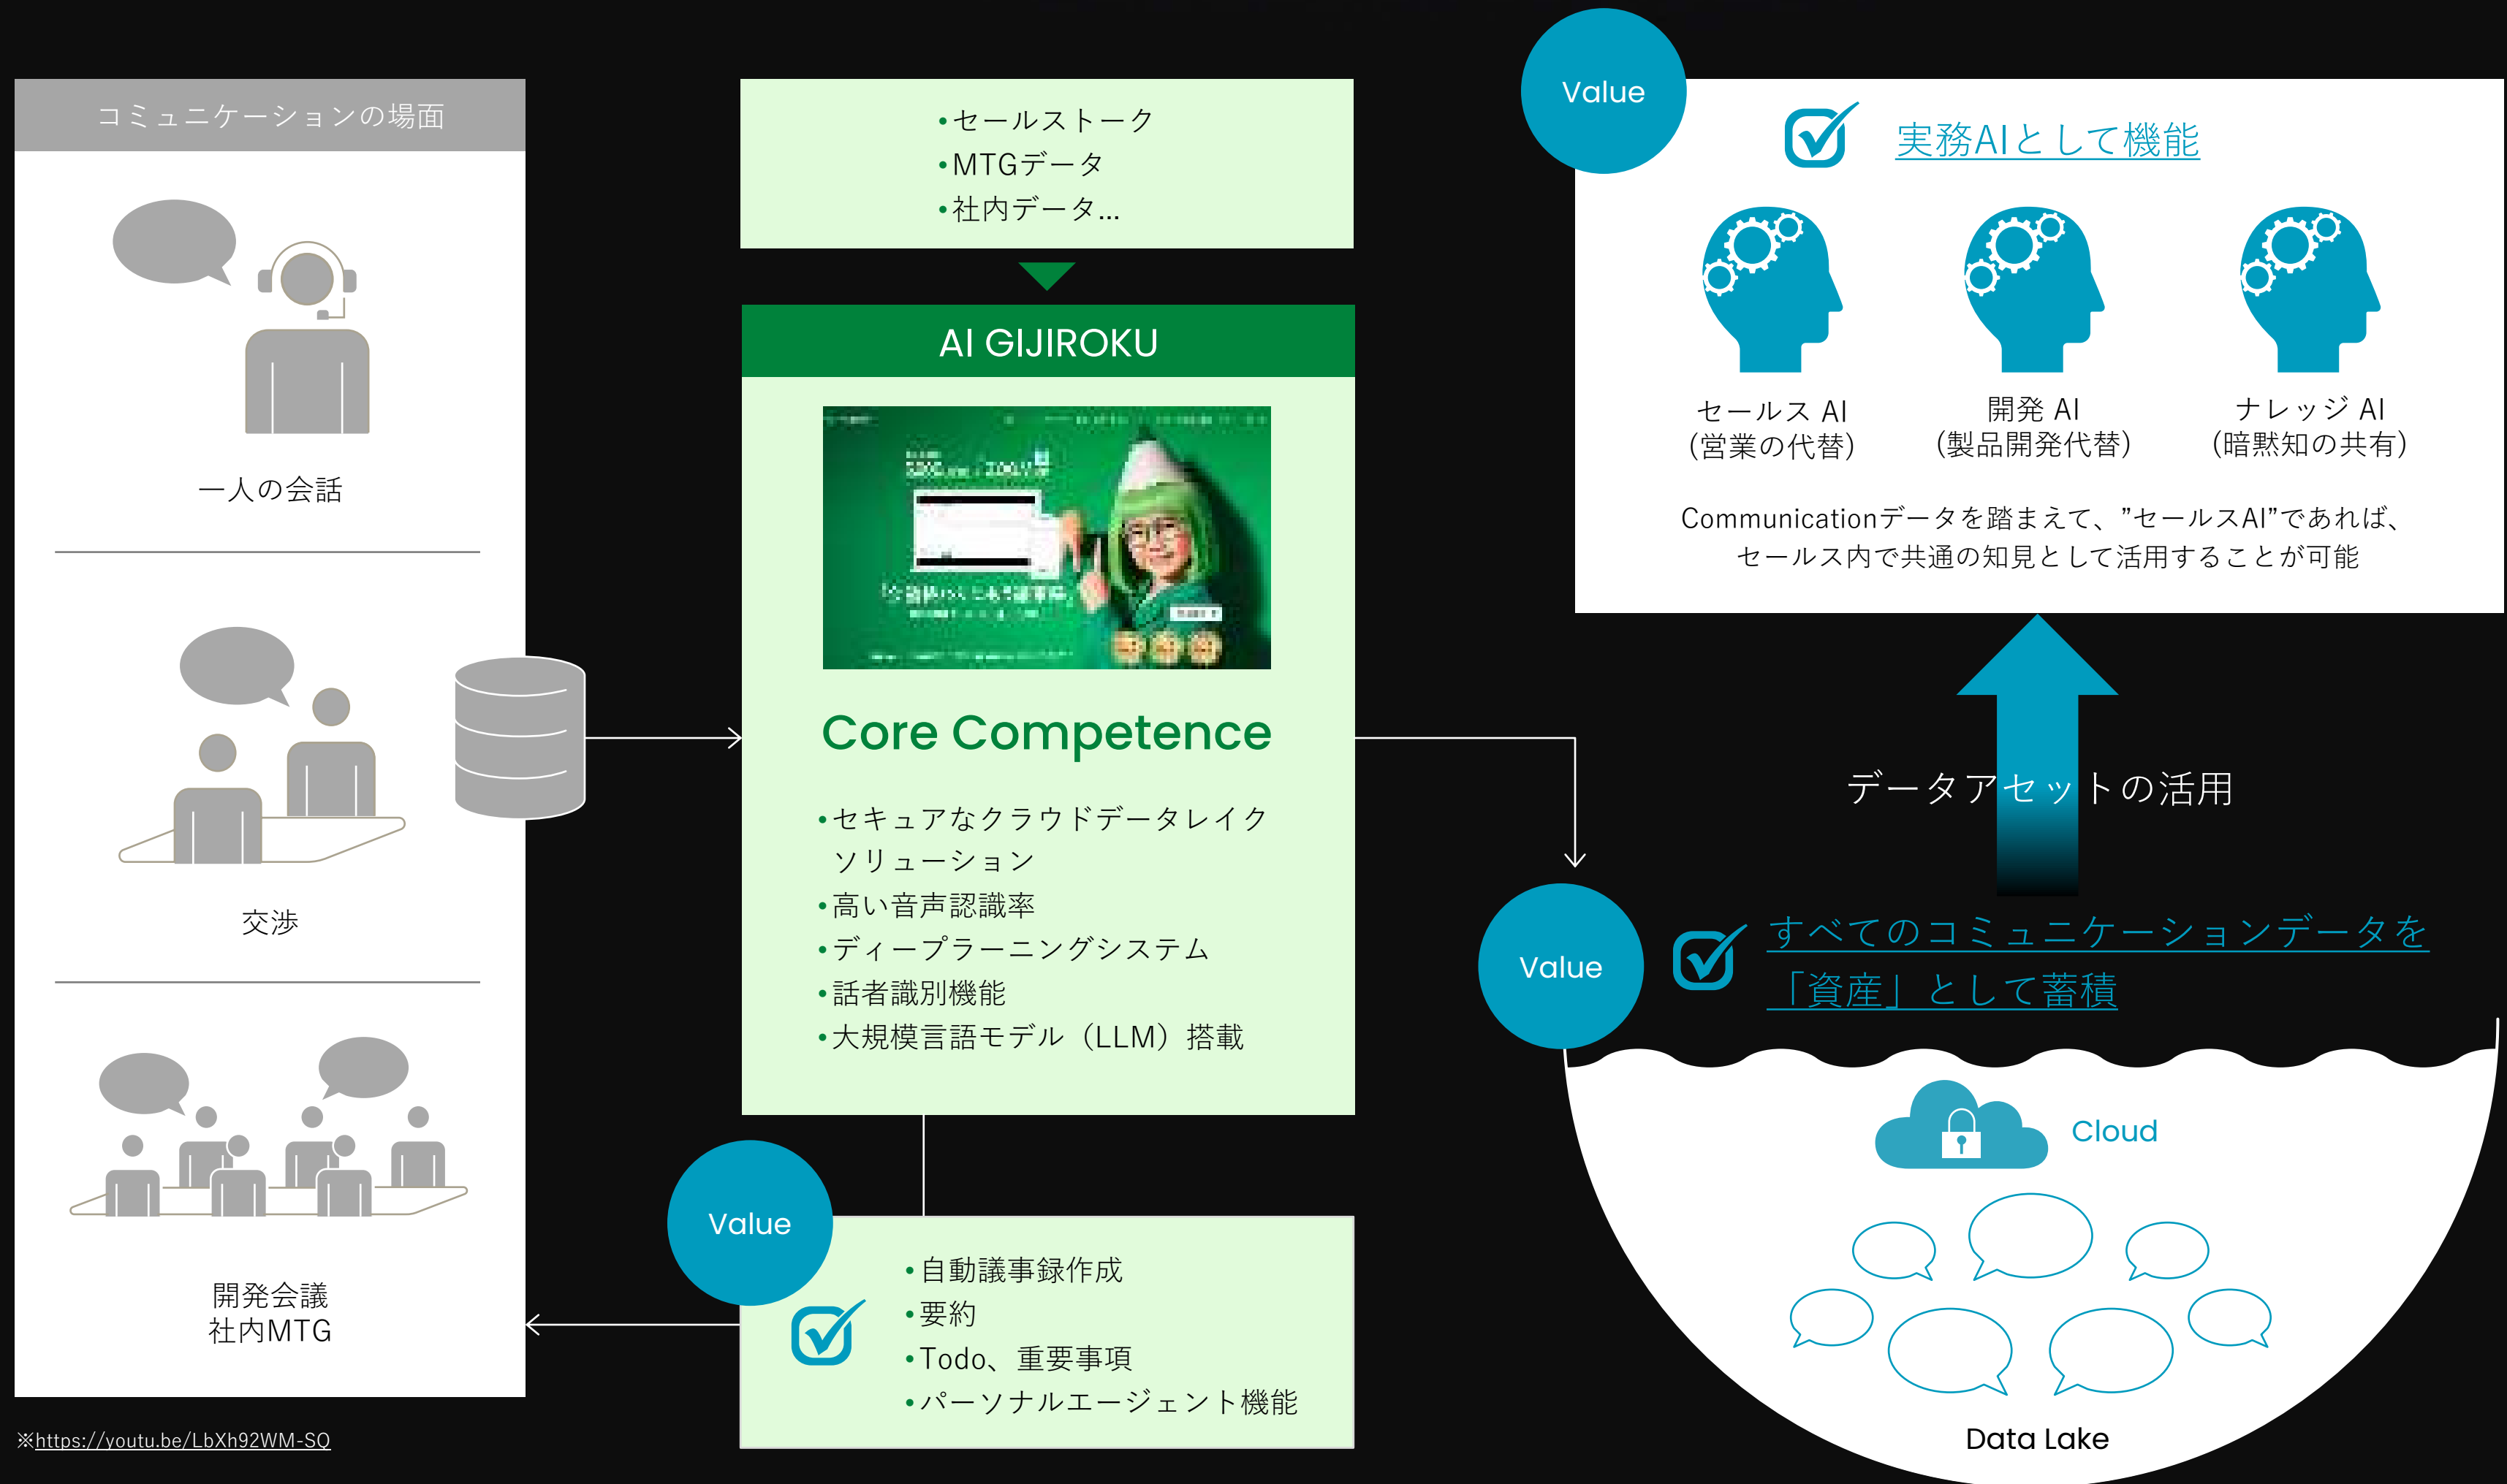 コミュニケーションの場面
一人の会話
交渉
開発会議
社内MTG
※https://youtu.be/LbXh92WM-SQ
•セールストーク
•MTGデータ
•社内データ...
AI GIJIROKU
Core Competence
•セキュアなクラウドデータレイク
ソリューション
•高い音声認識率
•ディープラーニングシステム
•話者識別機能
•大規模言語モデル（LLM）搭載
Value
•自動議事録作成
•要約
•Todo、重要事項
•パーソナルエージェント機能
Value
実務AIとして機能
セールス AI
(営業の代替)
開発 AI
(製品開発代替)
ナレッジ AI
(暗黙知の共有)
Communicationデータを踏まえて、”セールスAI”であれば、
セールス内で共通の知見として活用することが可能
データアセットの活用
Value
すべてのコミュニケーションデータを
「資産」として蓄積
Cloud
Data Lake